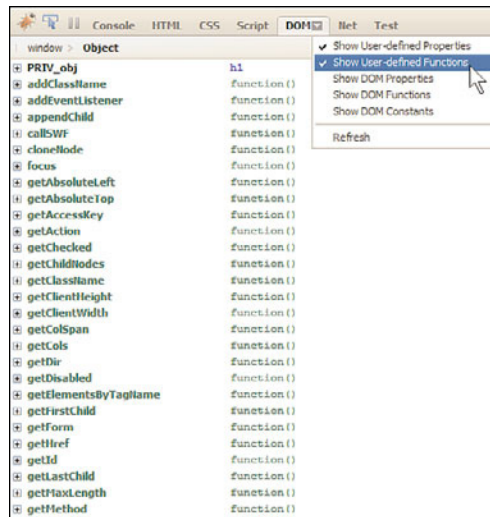 Console HTML CSS Script DOM Net Test
window > Object
Show User-defined Properties
Show User-defined Functions
Show DOM Properties
Show DOM Functions
Show DOM Constants
Refresh
PRIV_obj h1
addClassName function()
addEventListener function()
appendChild function()
callSWF function()
cloneNode function()
focus function()
getAbsoluteLeft function()
getAbsoluteTop function()
getAccessKey function()
getAction function()
getChecked function()
getChildNodes function()
getClassName function()
getClientHeight function()
getClientWidth function()
getColSpan function()
getCols function()
getDir function()
getDisabled function()
getElementsByTagName function()
getFirstChild function()
getForm function()
getHref function()
getId function()
getLastChild function()
getMaxLength function()
getMethod function()